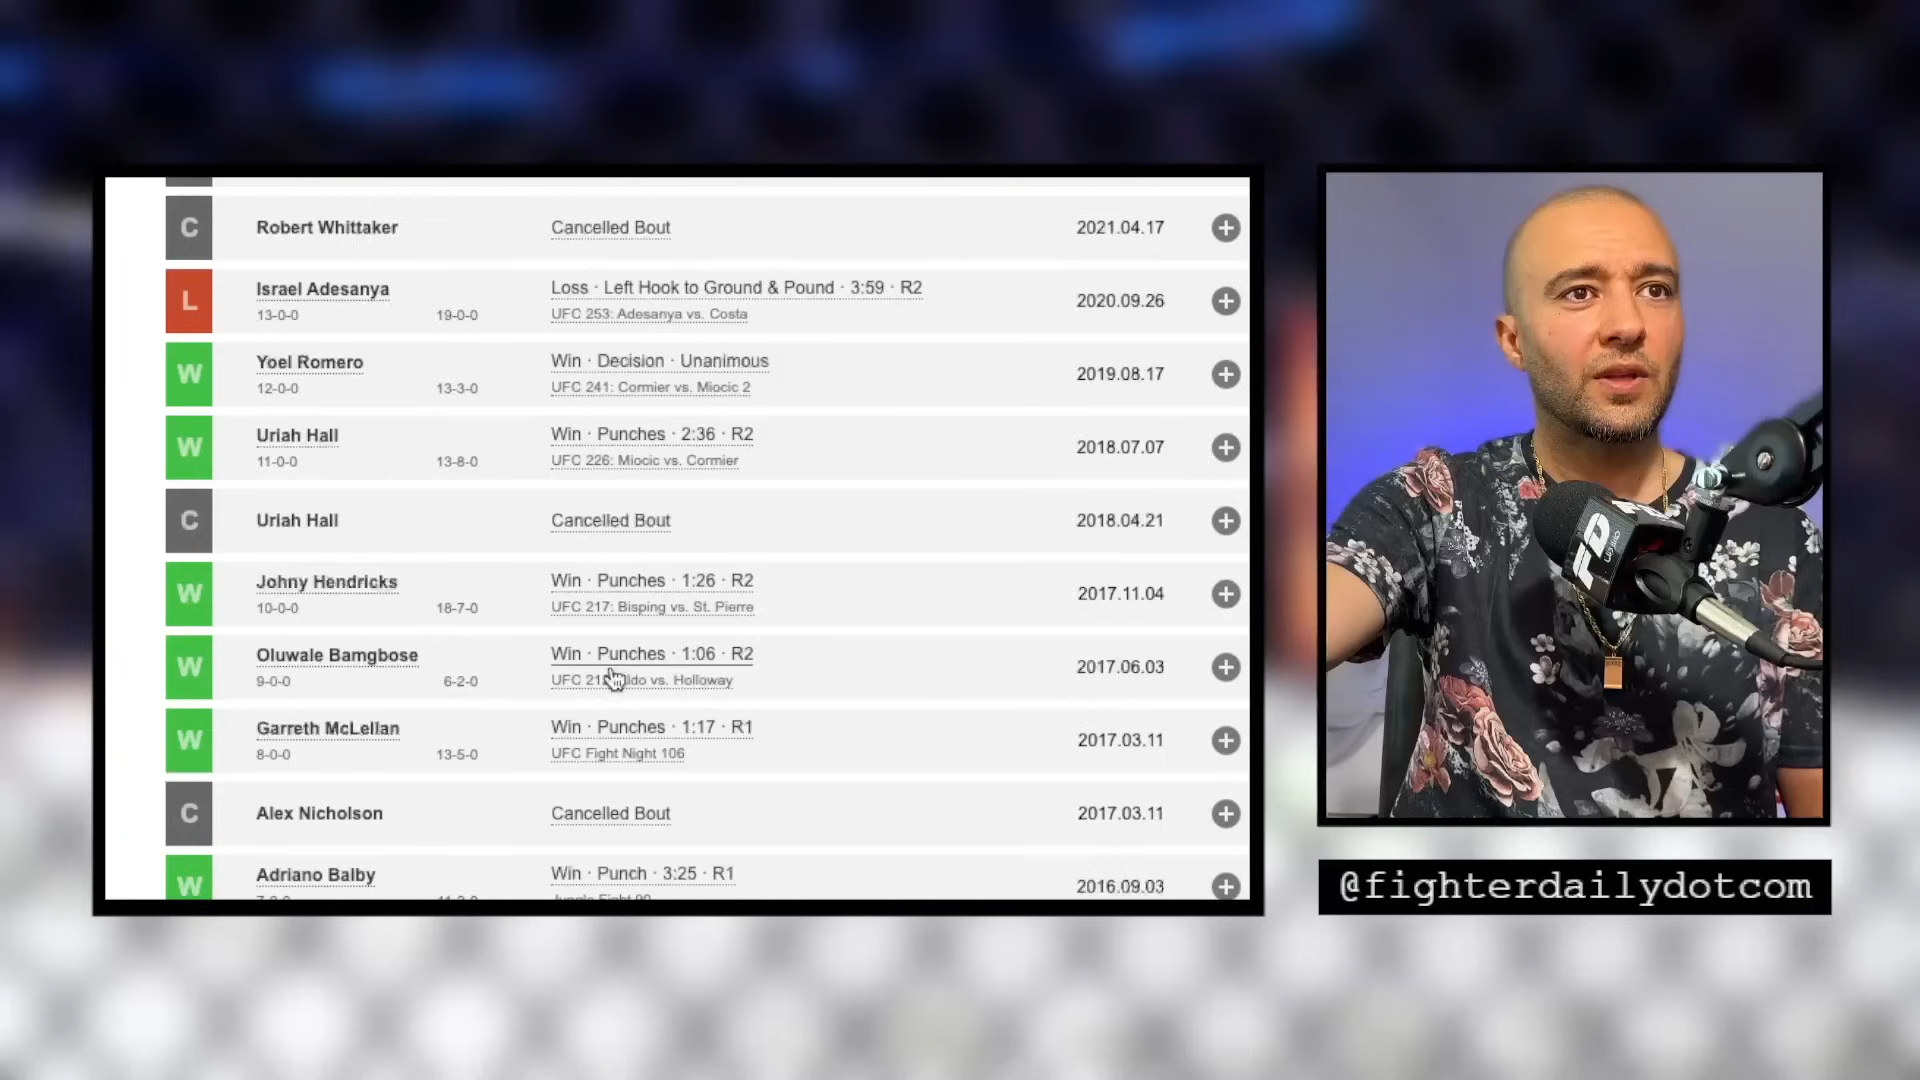 C Robert Whittaker Cancelled Bout 2021.04.17
L Israel Adesanya Loss · Left Hook to Ground & Pound · 3:59 · R2 2020.09.26
13-0-0 19-0-0 UFC 253: Adesanya vs. Costa
W Yoel Romero Win · Decision · Unanimous 2019.08.17
12-0-0 13-3-0 UFC 241: Cormier vs. Miocic 2
W Uriah Hall Win · Punches · 2:36 · R2 2018.07.07
11-0-0 13-8-0 UFC 226: Miocic vs. Cormier
C Uriah Hall Cancelled Bout 2018.04.21
W Johny Hendricks Win · Punches · 1:26 · R2 2017.11.04
10-0-0 18-7-0 UFC 217: Bisping vs. St. Pierre
W Oluwale Bamgbose Win · Punches · 1:06 · R2 2017.06.03
9-0-0 6-2-0 UFC vs. Holloway
W Garreth McLellan Win · Punches · 1:17 · R1 2017.03.11
8-0-0 13-5-0 UFC Fight Night 106
C Alex Nicholson Cancelled Bout 2017.03.11
W Adriano Balby Win · Punch · 3:25 · R1 2016.09.03
FD
@fighterdailydotcom